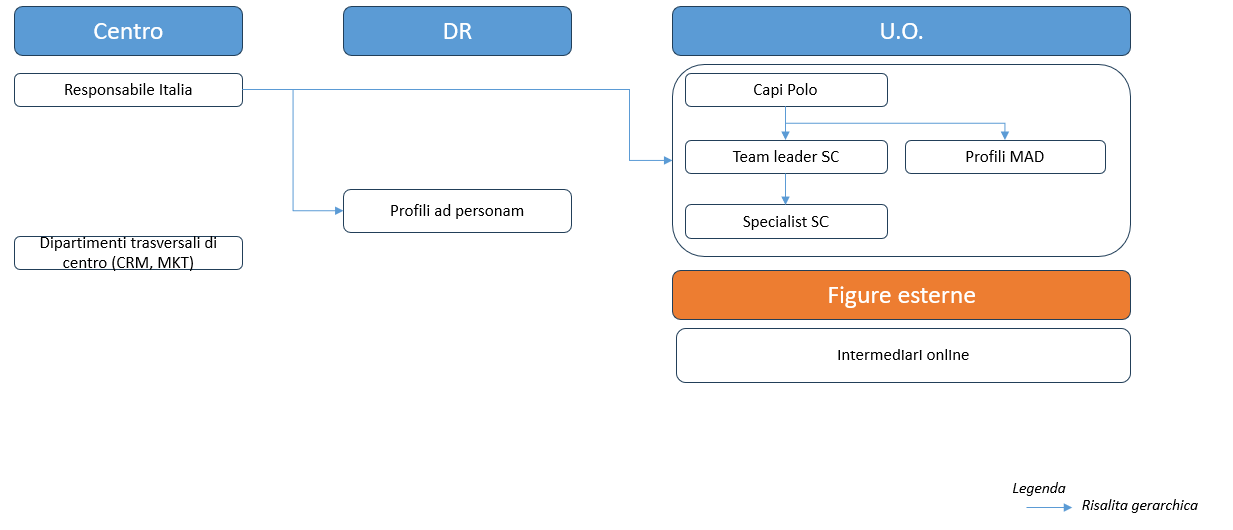 Centro
DR
U.O.
Responsabile Italia
Capi Polo
Team leader SC
Profili MAD
Profili ad personam
Specialist SC
Dipartimenti trasversali di
centro (CRM, MKT)
Figure esterne
Intermediari online
Legenda
Risalita gerarchica